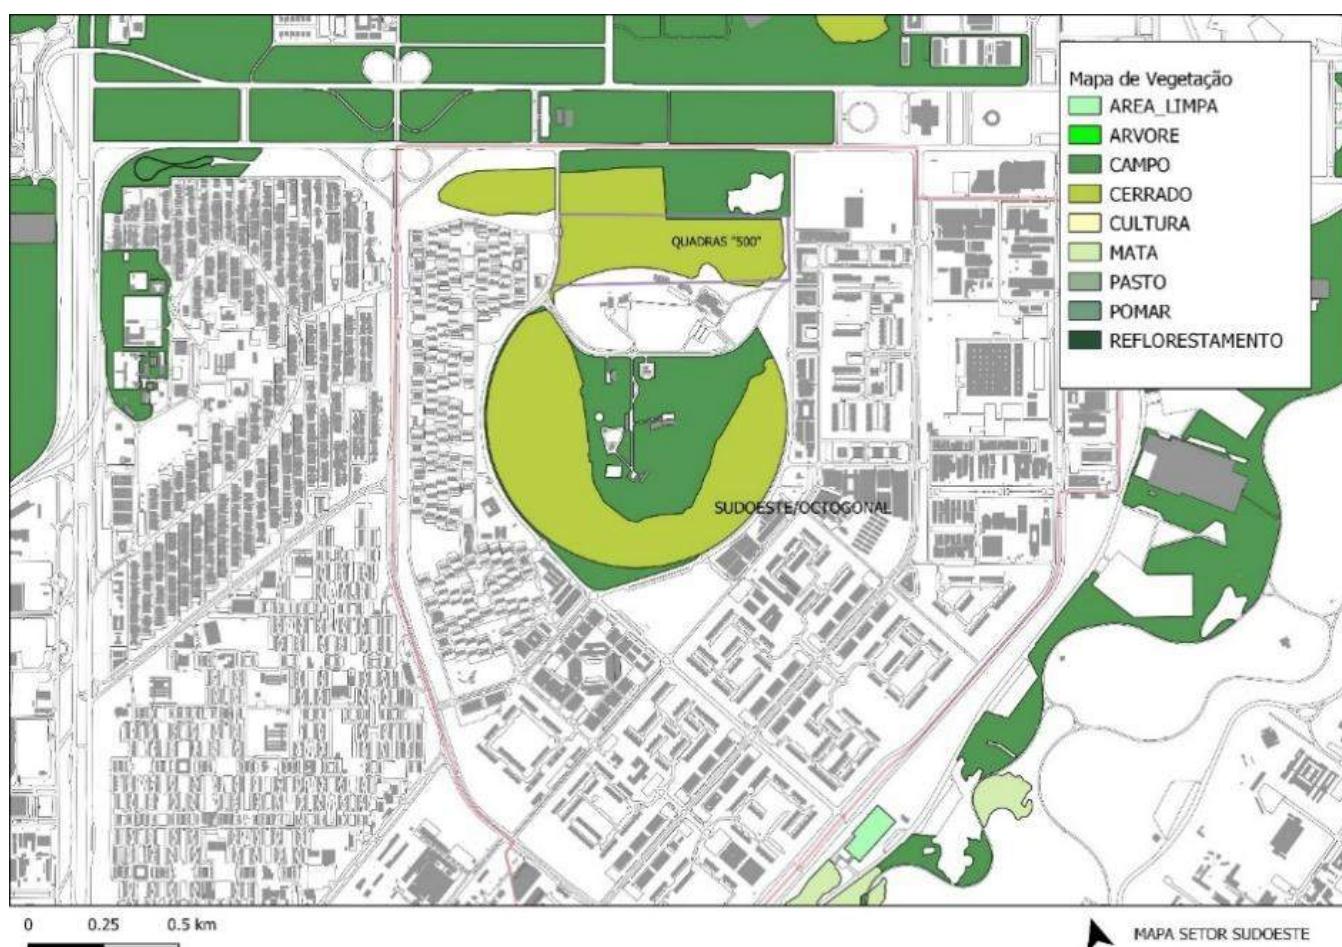 Mapa de Vegetação
AREA_LIMPA
ARVORE
CAMPO
CERRADO
CULTURA
MATA
PASTO
POMAR
REFLORESTAMENTO
QUADRAS "500"
SUDOESTE/OCTOGONAL
0 0.25 0.5 km
MAPA SETOR SUDOESTE